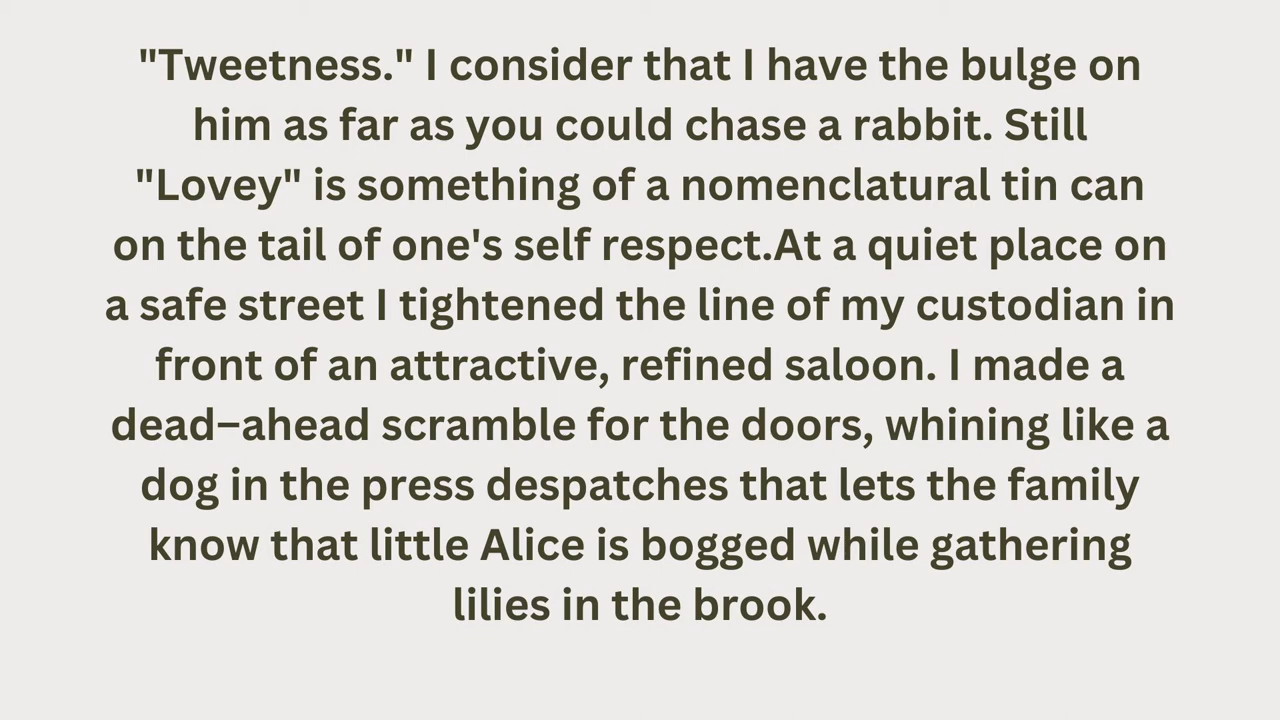 "Tweetness." I consider that I have the bulge on
him as far as you could chase a rabbit. Still
"Lovey" is something of a nomenclatural tin can
on the tail of one's self respect.At a quiet place on
a safe street I tightened the line of my custodian in
front of an attractive, refined saloon. I made a
dead–ahead scramble for the doors, whining like a
dog in the press despatches that lets the family
know that little Alice is bogged while gathering
lilies in the brook.